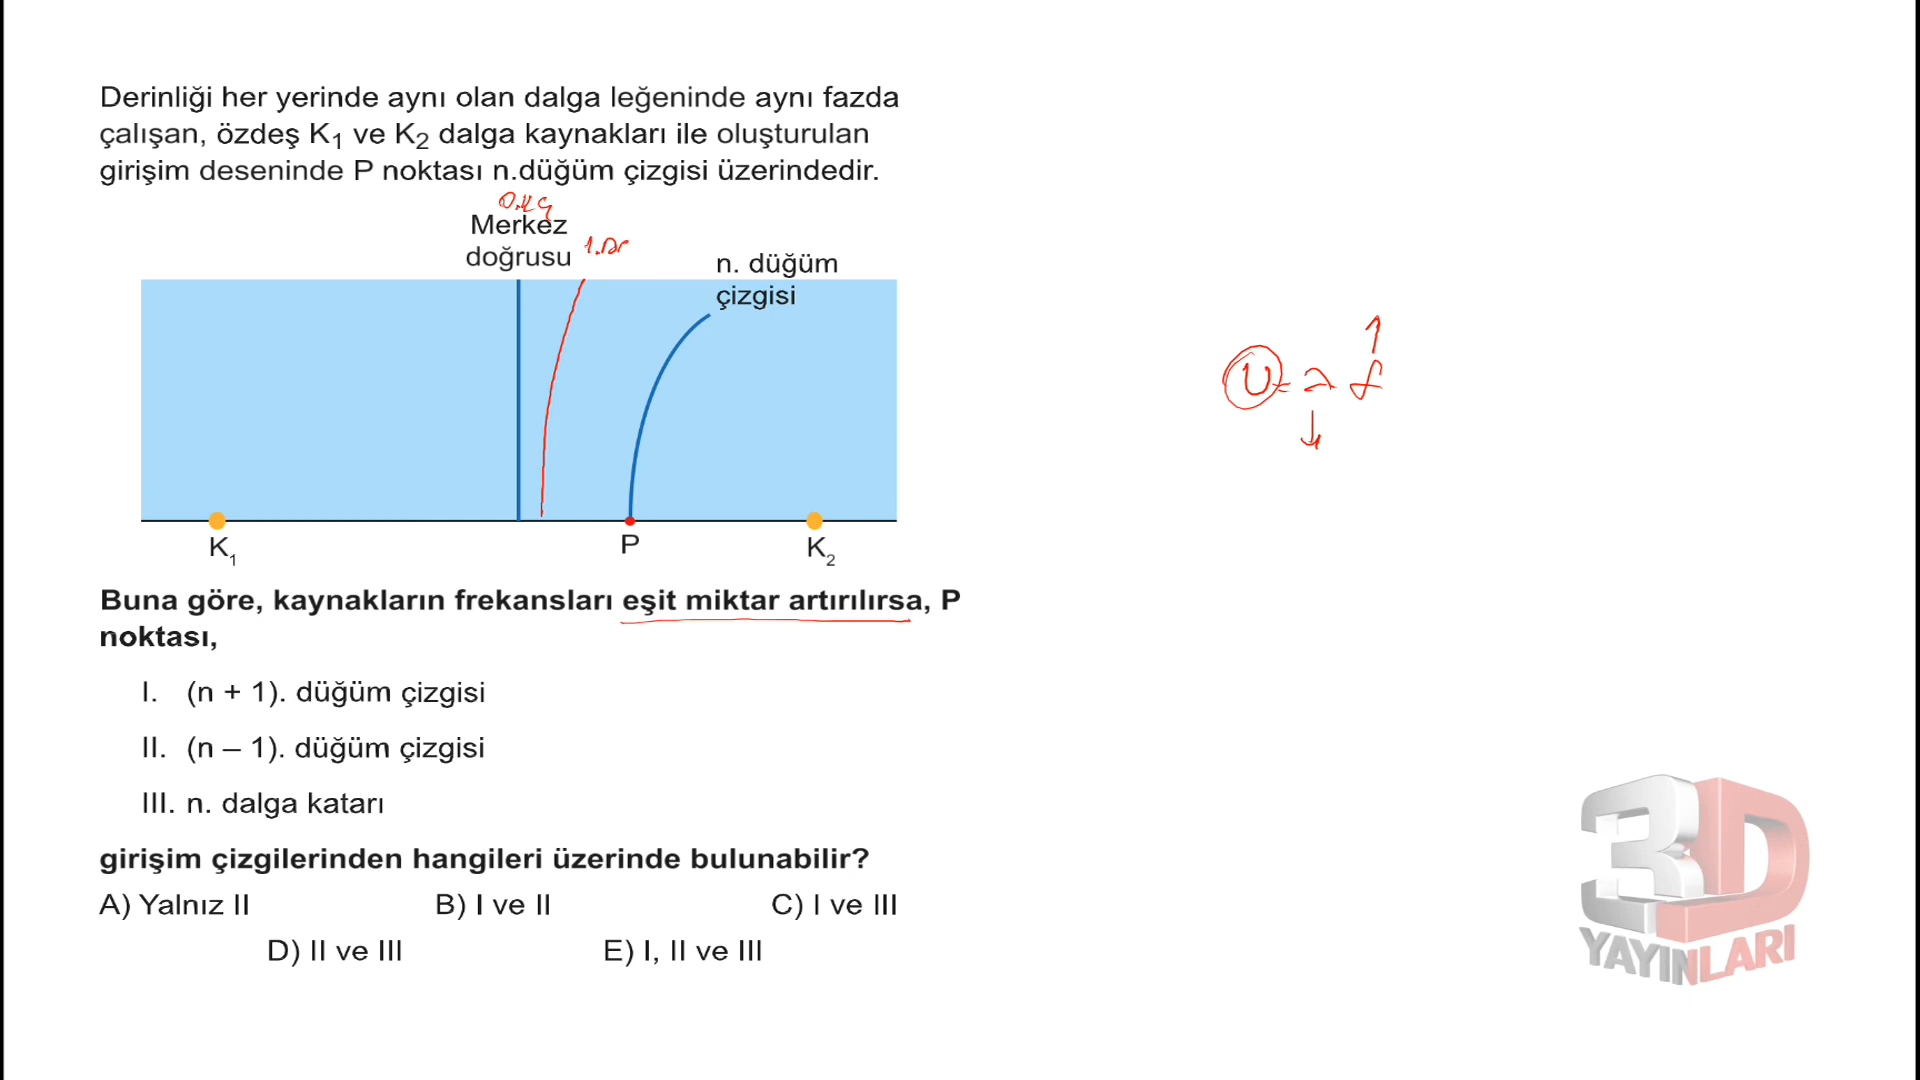 Derinliği her yerinde aynı olan dalga leğeninde aynı fazda
çalışan, özdeş K₁ ve K₂ dalga kaynakları ile oluşturulan
girişim deseninde P noktası n.düğüm çizgisi üzerindedir.
Merkez
doğrusu
n. düğüm
çizgisi
υ = λ f
K₁
P
K₂
Buna göre, kaynakların frekansları eşit miktar artırılırsa, P
noktası,
I. (n + 1). düğüm çizgisi
II. (n – 1). düğüm çizgisi
III. n. dalga katarı
girişim çizgilerinden hangileri üzerinde bulunabilir?
A) Yalnız II B) I ve II C) I ve III
D) II ve III E) I, II ve III
3D
YAYINLARI